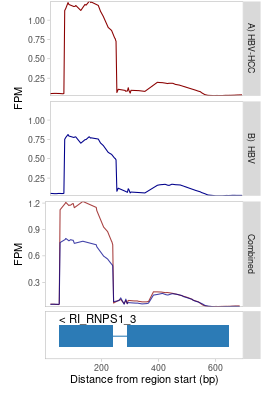 1.00
0.75
0.50
0.25
FPM
A) HBV-HCC
1.00
0.75
0.50
0.25
FPM
B) HBV
1.2
0.9
0.6
0.3
FPM
Combined
< RI_RNPS1_3
200 400 600
Distance from region start (bp)